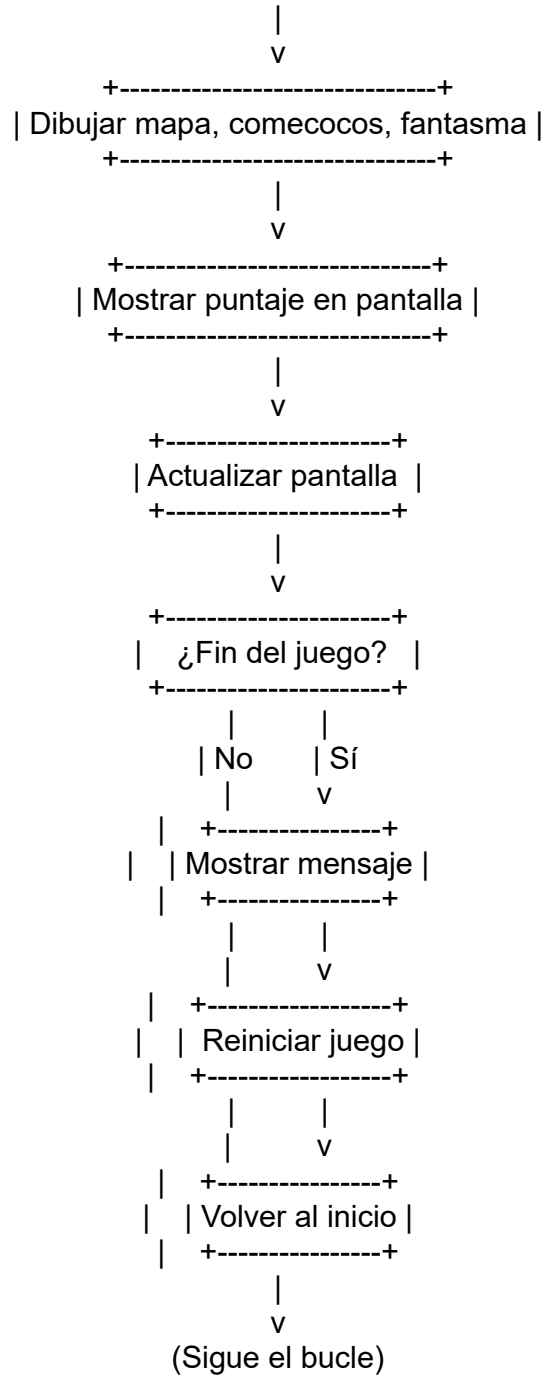 |
v
+-------------------------------+
| Dibujar mapa, comecocos, fantasma |
+-------------------------------+
|
v
+------------------------------+
| Mostrar puntaje en pantalla |
+------------------------------+
|
v
+----------------------+
| Actualizar pantalla |
+----------------------+
|
v
+----------------------+
| ¿Fin del juego? |
+----------------------+
| |
| No | Sí
| v
| +----------------+
| | Mostrar mensaje |
| +----------------+
| |
| v
| +------------------+
| | Reiniciar juego |
| +------------------+
| |
| v
| +----------------+
| | Volver al inicio |
| +----------------+
|
v
(Sigue el bucle)